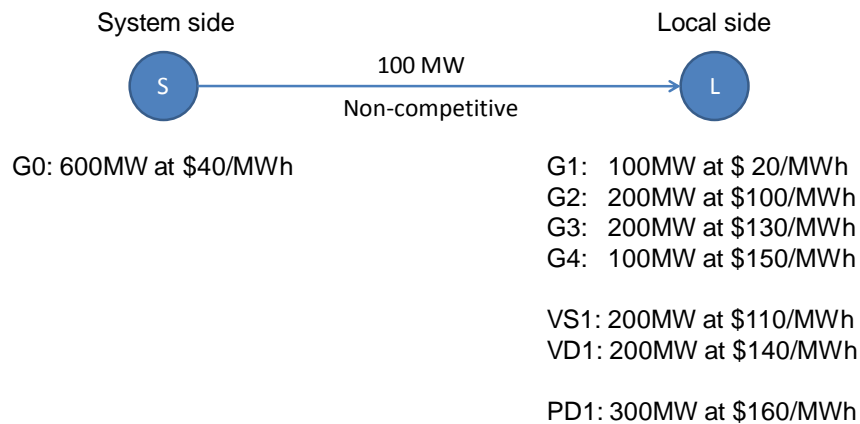 System side
Local side
S
100 MW
L
Non-competitive
G0: 600MW at $40/MWh
G1: 100MW at $ 20/MWh
G2: 200MW at $100/MWh
G3: 200MW at $130/MWh
G4: 100MW at $150/MWh
VS1: 200MW at $110/MWh
VD1: 200MW at $140/MWh
PD1: 300MW at $160/MWh